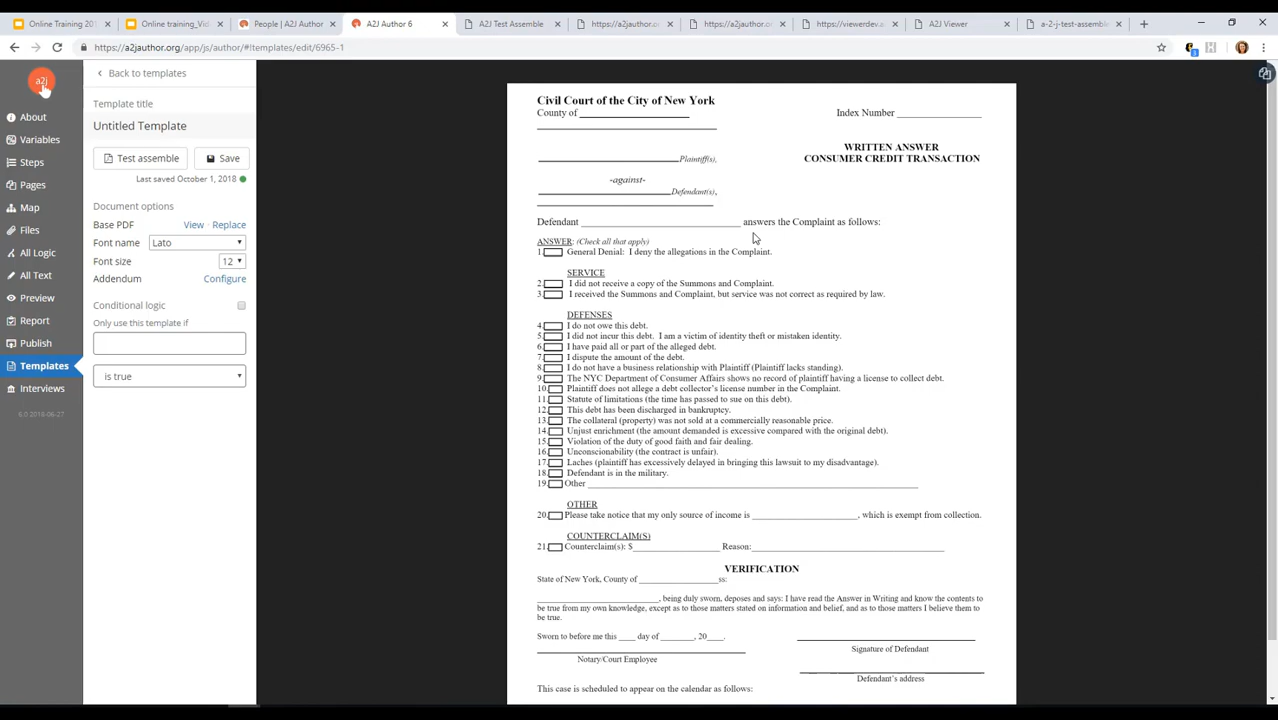 Online Training 201
Online training_Vid
People | A2J Author
A2J Author 6
A2J Test Assemble
https://a2jauthor.or
https://a2jauthor.or
https://viewerdev.a
A2J Viewer
a-2-j-test-assemble
https://a2jauthor.org/app/js/author/#!templates/edit/6965-1
a2j
Back to templates
Template title
About
Untitled Template
Variables
Test assemble
Save
Steps
Last saved October 1, 2018
Pages
Document options
Map
Base PDF View Replace
Files
Font name Lato
All Logic
Font size 12
All Text
Addendum Configure
Preview
Conditional logic
Report
Only use this template if
Publish
Templates
is true
Interviews
6.0.2018-06-27
Civil Court of the City of New York
County of
Index Number
Plaintiff(s),
WRITTEN ANSWER
CONSUMER CREDIT TRANSACTION
-against-
Defendant(s),
Defendant answers the Complaint as follows:
ANSWER: (Check all that apply)
1. General Denial: I deny the allegations in the Complaint.
SERVICE
2. I did not receive a copy of the Summons and Complaint.
3. I received the Summons and Complaint, but service was not correct as required by law.
DEFENSES
4. I do not owe this debt.
5. I did not incur this debt. I am a victim of identity theft or mistaken identity.
6. I have paid all or part of the alleged debt.
7. I dispute the amount of the debt.
8. I do not have a business relationship with Plaintiff (Plaintiff lacks standing).
9. The NYC Department of Consumer Affairs shows no record of plaintiff having a license to collect debt.
10. Plaintiff does not allege a debt collector's license number in the Complaint.
11. Statute of limitations (the time has passed to sue on this debt).
12. This debt has been discharged in bankruptcy.
13. The collateral (property) was not sold at a commercially reasonable price.
14. Unjust enrichment (the amount demanded is excessive compared with the original debt).
15. Violation of the duty of good faith and fair dealing.
16. Unconscionability (the contract is unfair).
17. Laches (plaintiff has excessively delayed in bringing this lawsuit to my disadvantage).
18. Defendant is in the military.
19. Other
OTHER
20. Please take notice that my only source of income is , which is exempt from collection.
COUNTERCLAIM(S)
21. Counterclaim(s): $ Reason:
VERIFICATION
State of New York, County of ss:
, being duly sworn, deposes and says: I have read the Answer in Writing and know the contents to
be true from my own knowledge, except as to those matters stated on information and belief, and as to those matters I believe them to
be true.
Sworn to before me this day of , 20 .
Signature of Defendant
Notary/Court Employee
Defendant's address
This case is scheduled to appear on the calendar as follows: